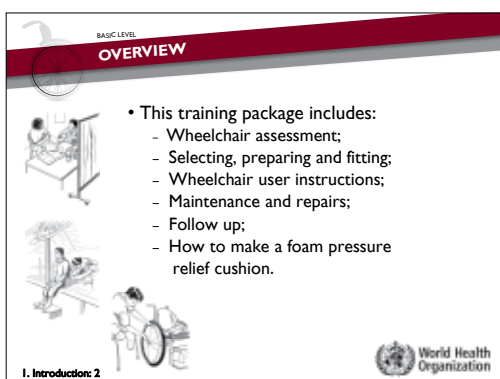 BASIC LEVEL
OVERVIEW
• This training package includes:
– Wheelchair assessment;
– Selecting, preparing and fitting;
– Wheelchair user instructions;
– Maintenance and repairs;
– Follow up;
– How to make a foam pressure
relief cushion.
1. Introduction: 2
World Health
Organization